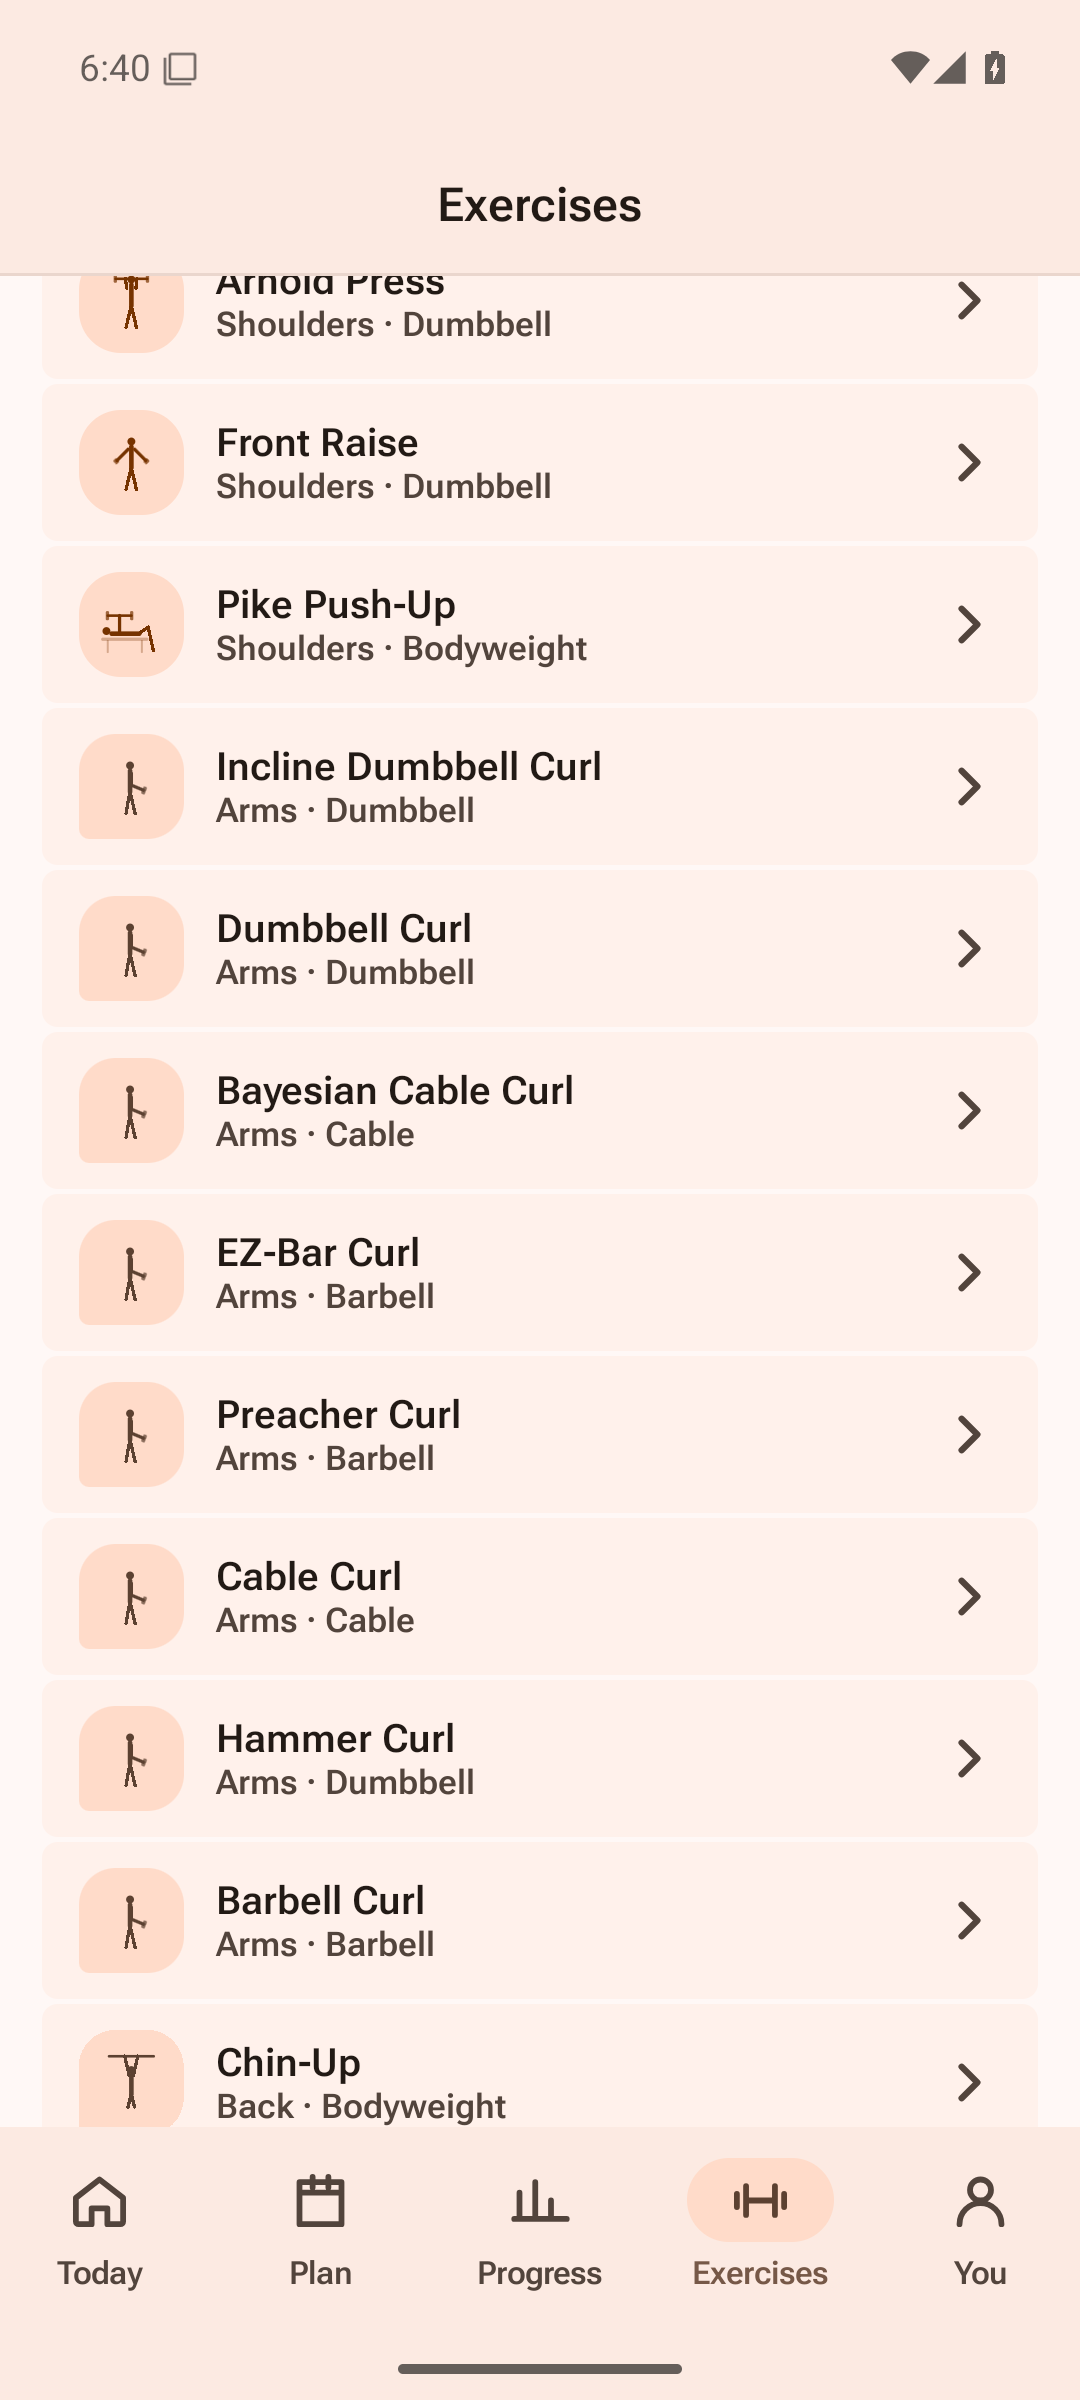 6:40
Exercises
Arnold Press
Shoulders · Dumbbell
Front Raise
Shoulders · Dumbbell
Pike Push-Up
Shoulders · Bodyweight
Incline Dumbbell Curl
Arms · Dumbbell
Dumbbell Curl
Arms · Dumbbell
Bayesian Cable Curl
Arms · Cable
EZ-Bar Curl
Arms · Barbell
Preacher Curl
Arms · Barbell
Cable Curl
Arms · Cable
Hammer Curl
Arms · Dumbbell
Barbell Curl
Arms · Barbell
Chin-Up
Back · Bodyweight
Today
Plan
Progress
Exercises
You